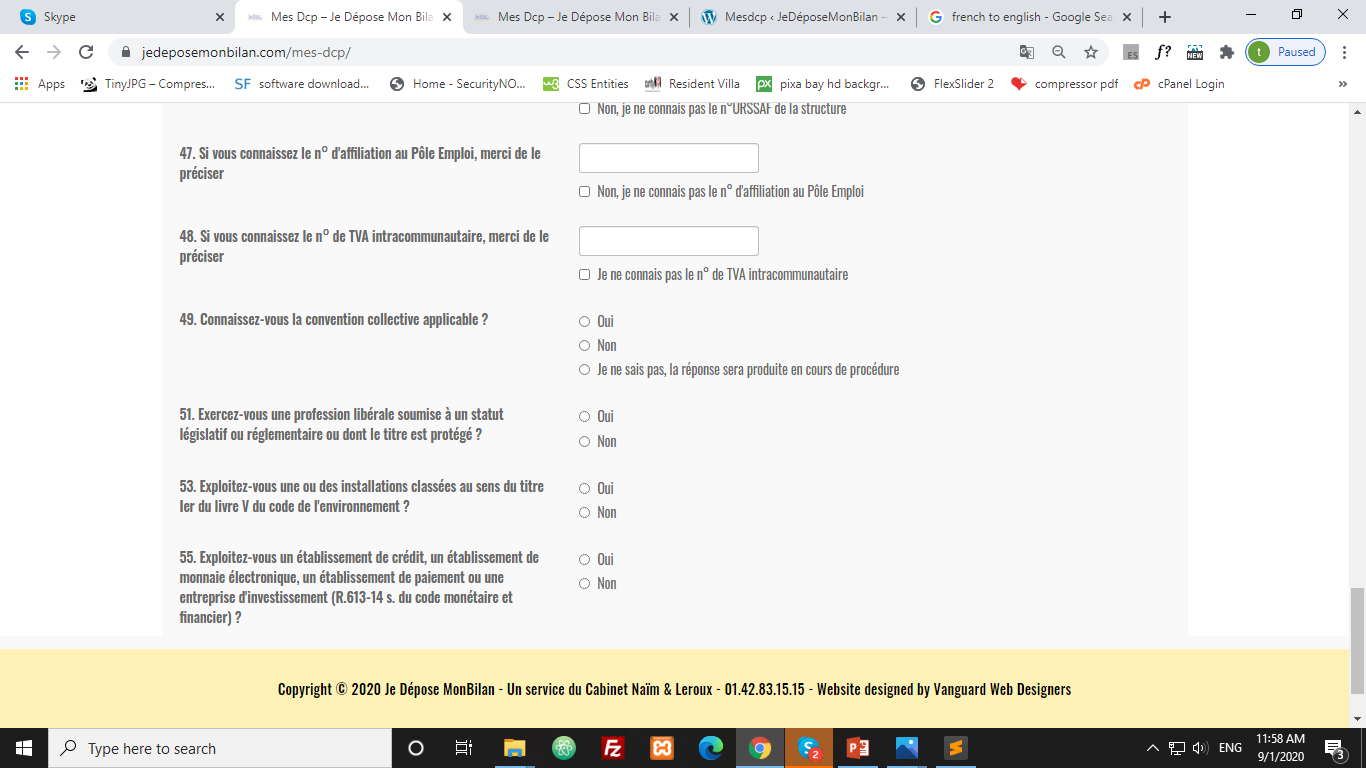 Skype
Mes Dcp – Je Dépose Mon Bila
Mes Dcp – Je Dépose Mon Bila
Mesdcp ‹ JeDéposeMonBilan –
french to english - Google Sea
jedeposemonbilan.com/mes-dcp/
ES
f?
NEW
t
Paused
Apps
TinyJPG – Compres...
SF
software download...
Home - SecurityNO...
CSS Entities
Resident Villa
px
pixa bay hd backgr...
FlexSlider 2
compressor pdf
cP
cPanel Login
»
Non, je ne connais pas le n°URSSAF de la structure
47. Si vous connaissez le n° d'affiliation au Pôle Emploi, merci de le
préciser
Non, je ne connais pas le n° d'affiliation au Pôle Emploi
48. Si vous connaissez le n° de TVA intracommunautaire, merci de le
préciser
Je ne connais pas le n° de TVA intracommunautaire
49. Connaissez-vous la convention collective applicable ?
Oui
Non
Je ne sais pas, la réponse sera produite en cours de procédure
51. Exercez-vous une profession libérale soumise à un statut
législatif ou réglementaire ou dont le titre est protégé ?
Oui
Non
53. Exploitez-vous une ou des installations classées au sens du titre
Ier du livre V du code de l'environnement ?
Oui
Non
55. Exploitez-vous un établissement de crédit, un établissement de
monnaie électronique, un établissement de paiement ou une
entreprise d'investissement (R.613-14 s. du code monétaire et
financier) ?
Oui
Non
Copyright © 2020 Je Dépose MonBilan - Un service du Cabinet Naïm & Leroux - 01.42.83.15.15 - Website designed by Vanguard Web Designers
Type here to search
2
ENG
11:58 AM
9/1/2020
3